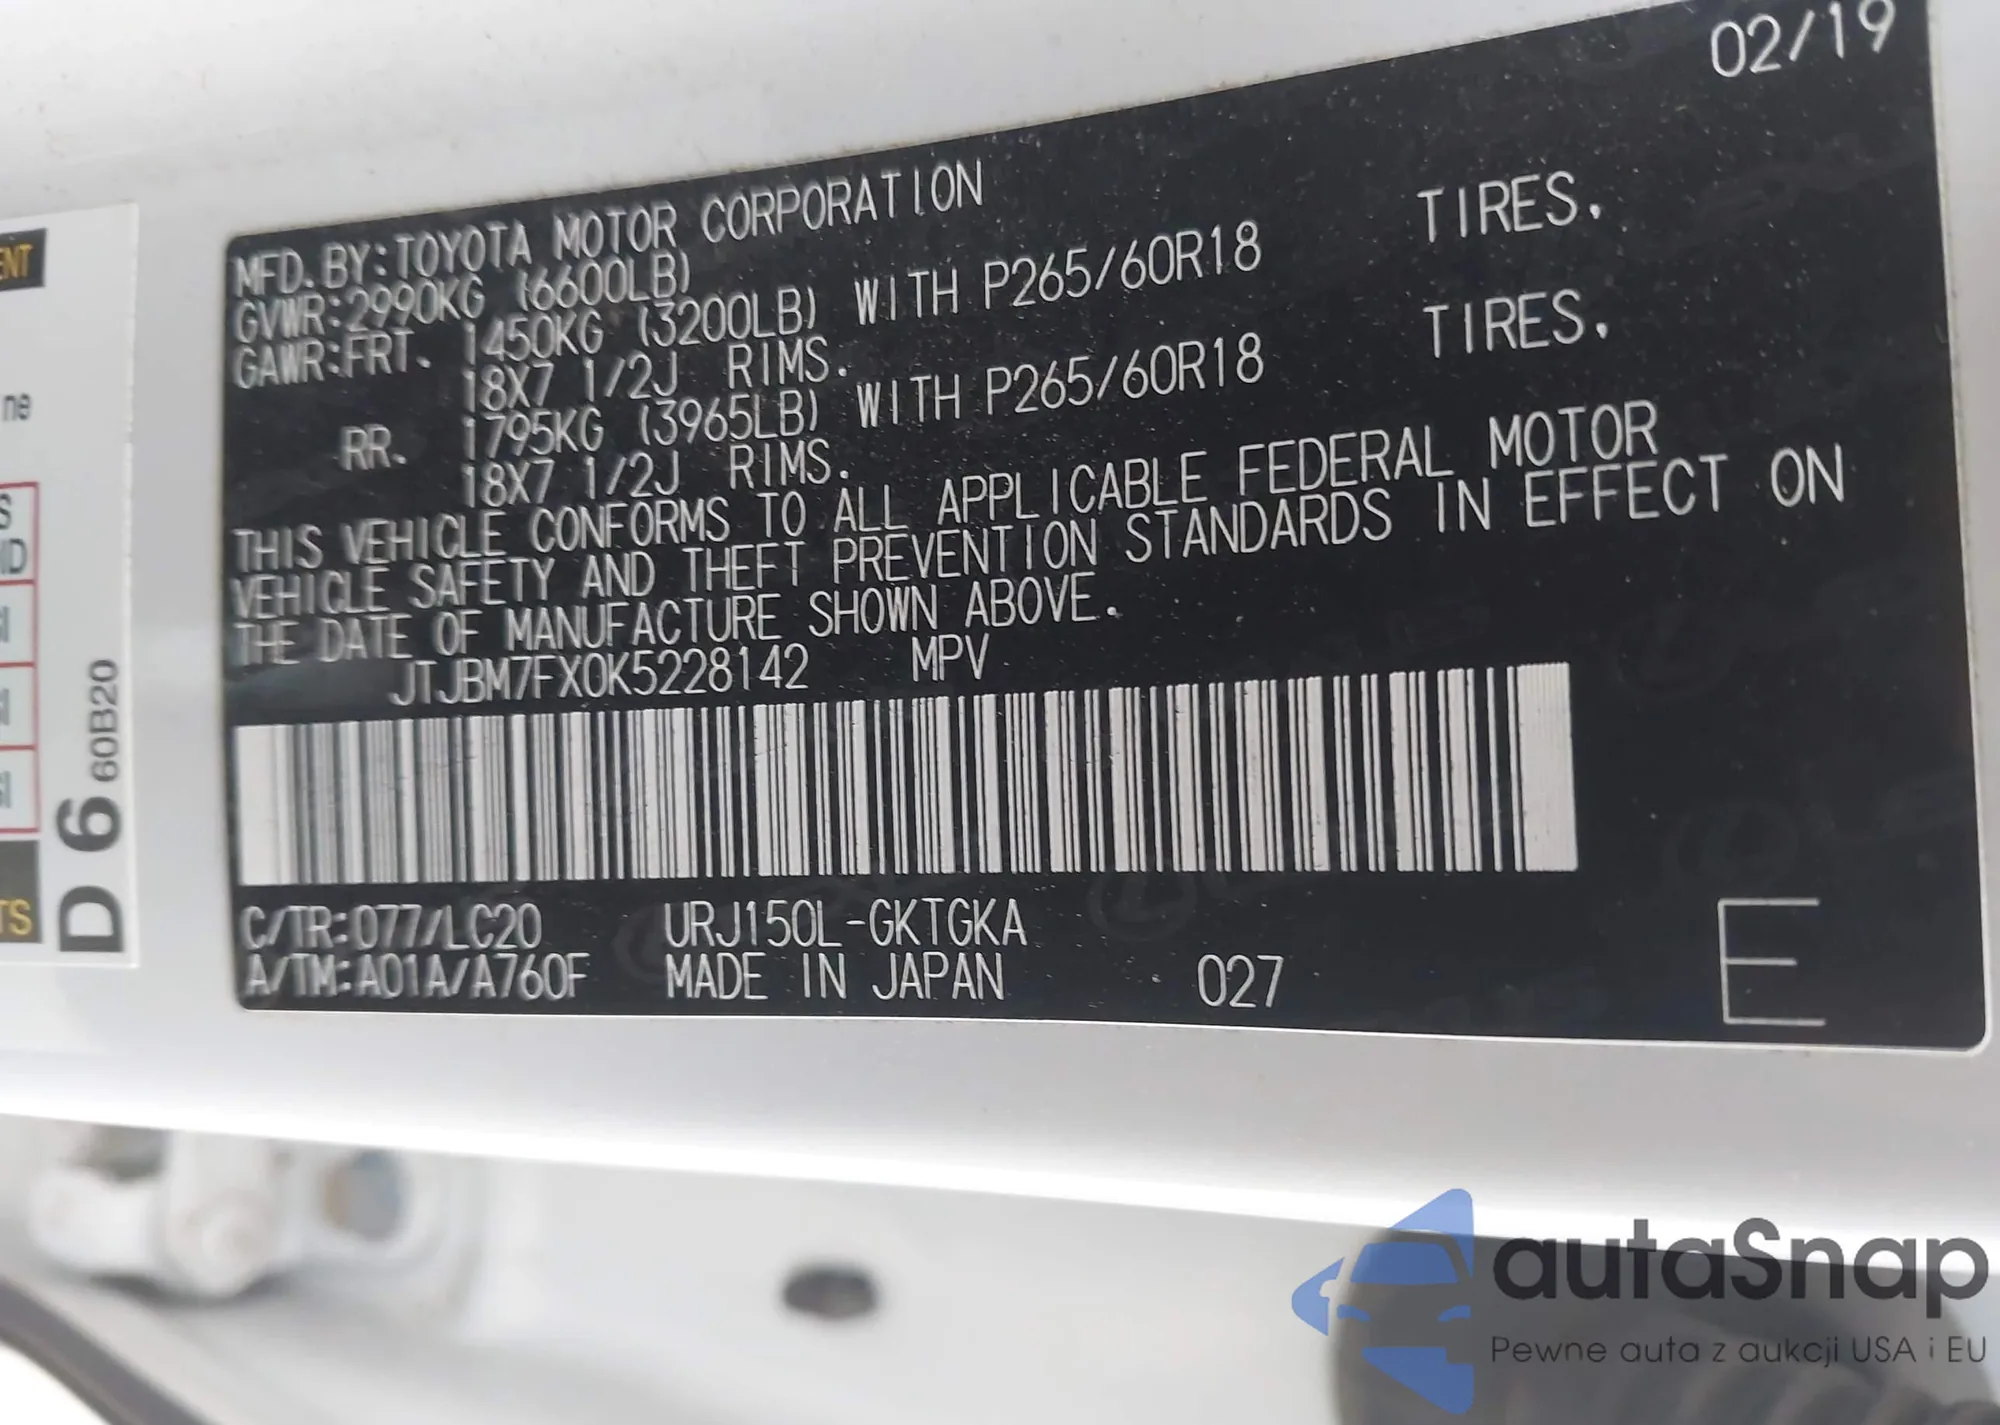 02/19
MFD. BY:TOYOTA MOTOR CORPORATION
GVWR:2990KG (6600LB)
GAWR:FRT. 1450KG (3200LB) WITH P265/60R18 TIRES.
18X7 1/2J RIMS.
RR. 1795KG (3965LB) WITH P265/60R18 TIRES.
18X7 1/2J RIMS.
THIS VEHICLE CONFORMS TO ALL APPLICABLE FEDERAL MOTOR
VEHICLE SAFETY AND THEFT PREVENTION STANDARDS IN EFFECT ON
THE DATE OF MANUFACTURE SHOWN ABOVE.
JTJBM7FX0K5228142 MPV
C/TR:077/LC20 URJ150L-GKTGKA
A/TM:A01A/A760F MADE IN JAPAN 027 E
D 6 60B20
autaSnap
Pewne auta z aukcji USA i EU